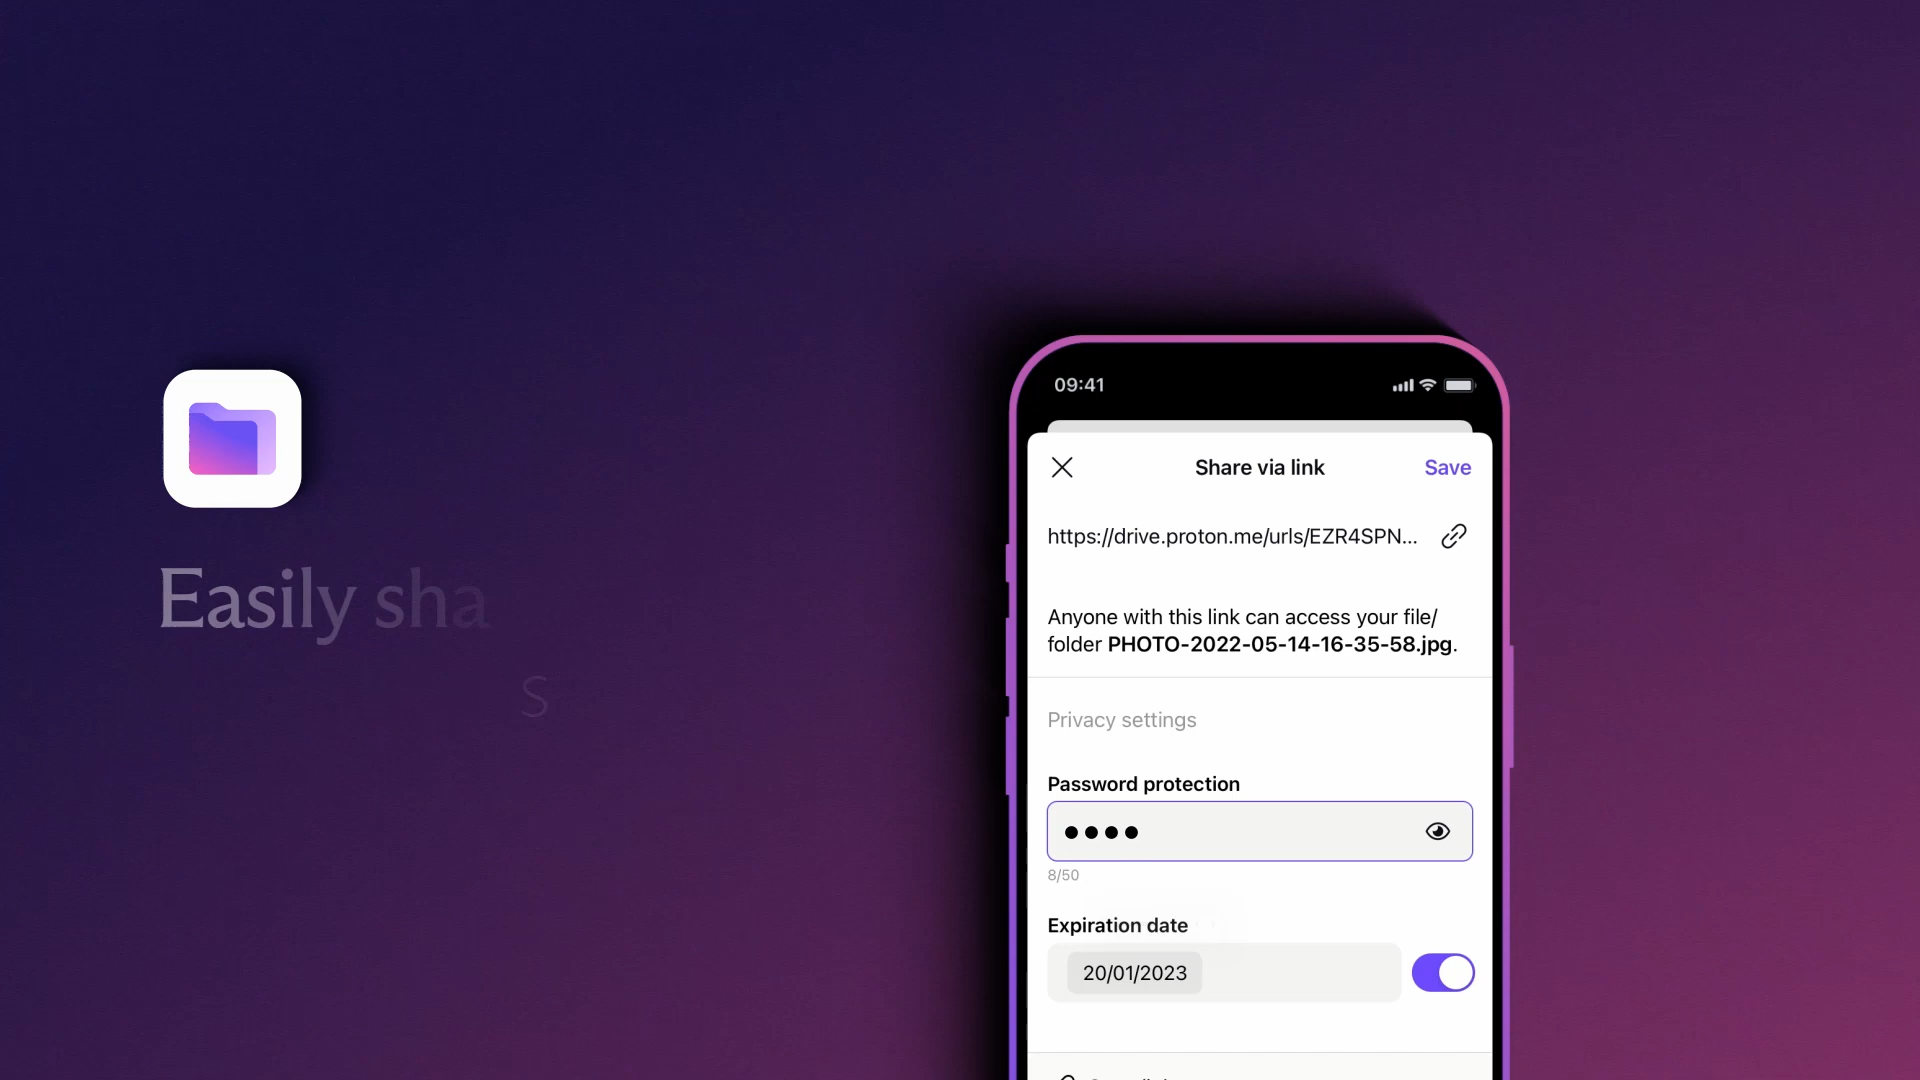 Easily sha
S
09:41
Share via link
Save
https://drive.proton.me/urls/EZR4SPN...
Anyone with this link can access your file/
folder PHOTO-2022-05-14-16-35-58.jpg.
Privacy settings
Password protection
8/50
Expiration date
20/01/2023